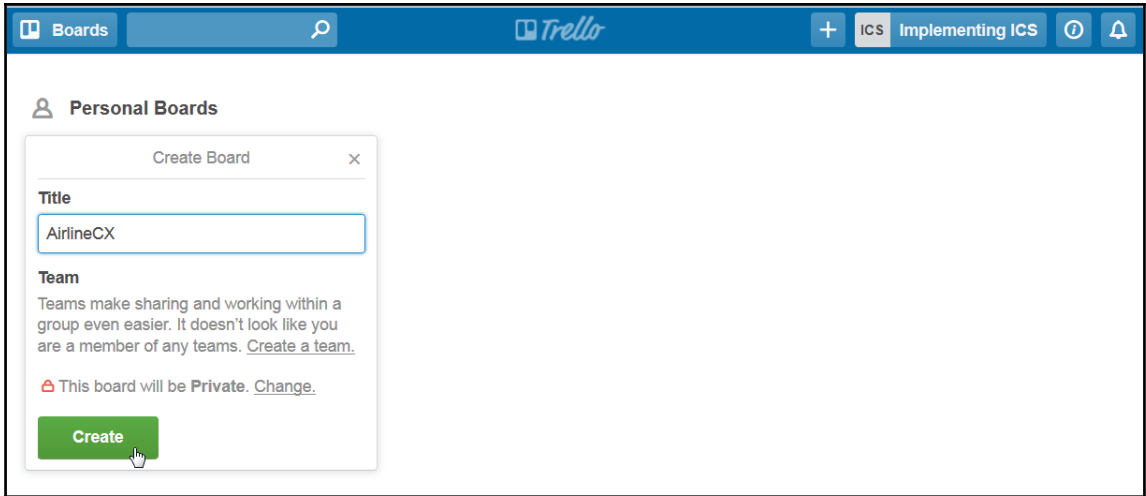 Boards
Trello
+
ICS Implementing ICS
Personal Boards
Create Board
Title
AirlineCX
Team
Teams make sharing and working within a
group even easier. It doesn't look like you
are a member of any teams. Create a team.
This board will be Private. Change.
Create